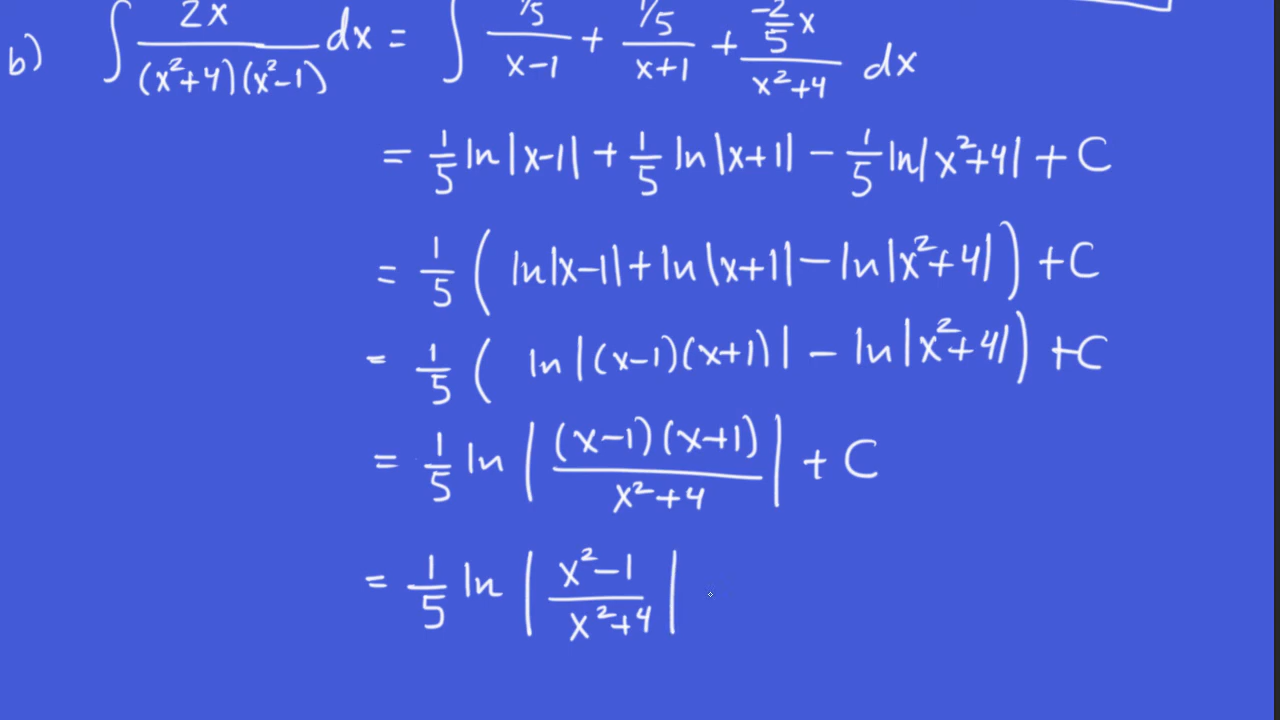 b) ∫ 2x/((x²+4)(x²-1)) dx = ∫ (1/5)/(x-1) + (1/5)/(x+1) + (-2/5 x)/(x²+4) dx
= 1/5 ln|x-1| + 1/5 ln|x+1| - 1/5 ln|x²+4| + C
= 1/5 ( ln|x-1| + ln|x+1| - ln|x²+4| ) + C
= 1/5 ( ln|(x-1)(x+1)| - ln|x²+4| ) + C
= 1/5 ln | (x-1)(x+1)/(x²+4) | + C
= 1/5 ln | (x²-1)/(x²+4) |